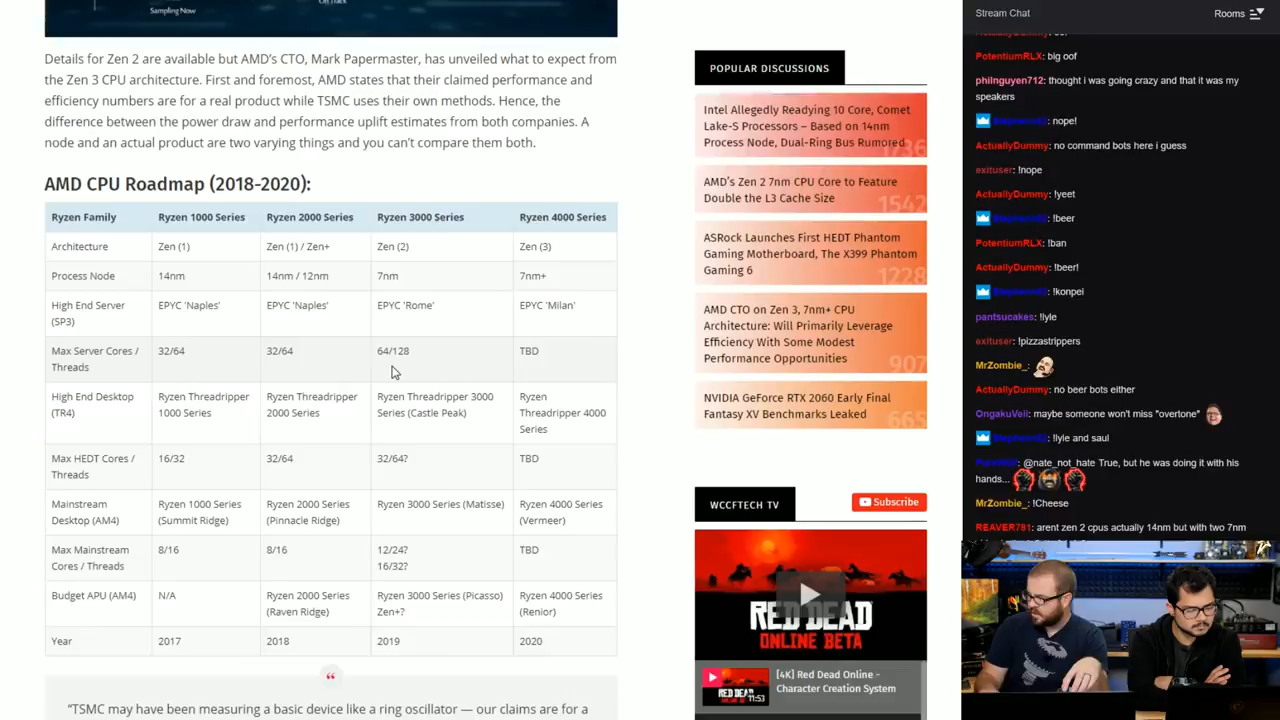 Sampling Now
On Track
Details for Zen 2 are available but AMD's CTO, Mark Papermaster, has unveiled what to expect from
the Zen 3 CPU architecture. First and foremost, AMD states that their claimed performance and
efficiency numbers are for a real product while TSMC uses their own methods. Hence, the
difference between the power draw and performance uplift estimates from both companies. A
node and an actual product are two varying things and you can't compare them both.
AMD CPU Roadmap (2018-2020):
Ryzen Family Ryzen 1000 Series Ryzen 2000 Series Ryzen 3000 Series Ryzen 4000 Series
Architecture Zen (1) Zen (1) / Zen+ Zen (2) Zen (3)
Process Node 14nm 14nm / 12nm 7nm 7nm+
High End Server EPYC 'Naples' EPYC 'Naples' EPYC 'Rome' EPYC 'Milan'
(SP3)
Max Server Cores / 32/64 32/64 64/128 TBD
Threads
High End Desktop Ryzen Threadripper Ryzen Threadripper Ryzen Threadripper 3000 Ryzen
(TR4) 1000 Series 2000 Series Series (Castle Peak) Threadripper 4000
Series
Max HEDT Cores / 16/32 32/64 32/64? TBD
Threads
Mainstream Ryzen 1000 Series Ryzen 2000 Series Ryzen 3000 Series (Matisse) Ryzen 4000 Series
Desktop (AM4) (Summit Ridge) (Pinnacle Ridge) (Vermeer)
Max Mainstream 8/16 8/16 12/24? TBD
Cores / Threads 16/32?
Budget APU (AM4) N/A Ryzen 2000 Series Ryzen 3000 Series (Picasso) Ryzen 4000 Series
(Raven Ridge) Zen+? (Renior)
Year 2017 2018 2019 2020
"TSMC may have been measuring a basic device like a ring oscillator — our claims are for a
POPULAR DISCUSSIONS
Intel Allegedly Readying 10 Core, Comet
Lake-S Processors – Based on 14nm
Process Node, Dual-Ring Bus Rumored
1736
AMD's Zen 2 7nm CPU Core to Feature
Double the L3 Cache Size
1542
ASRock Launches First HEDT Phantom
Gaming Motherboard, The X399 Phantom
Gaming 6
1228
AMD CTO on Zen 3, 7nm+ CPU
Architecture: Will Primarily Leverage
Efficiency With Some Modest
Performance Opportunities
907
NVIDIA GeForce RTX 2060 Early Final
Fantasy XV Benchmarks Leaked
665
WCCFTECH TV
Subscribe
RED DEAD
ONLINE BETA
[4K] Red Dead Online -
Character Creation System
RED DEAD
11:53
Stream Chat
Rooms
PotentiumRLX: big oof
philnguyen712: thought i was going crazy and that it was my
speakers
: nope!
ActuallyDummy: no command bots here i guess
exituser: !nope
ActuallyDummy: !yeet
: !beer
PotentiumRLX: !ban
ActuallyDummy: !beer!
: !konpei
pantsucakes: !lyle
exituser: !pizzastrippers
MrZombie_:
ActuallyDummy: no beer bots either
OngakuVeii: maybe someone won't miss "overtone"
: !lyle and saul
: @nate_not_hate True, but he was doing it with his
hands...
MrZombie_: !Cheese
REAVER781: arent zen 2 cpus actually 14nm but with two 7nm